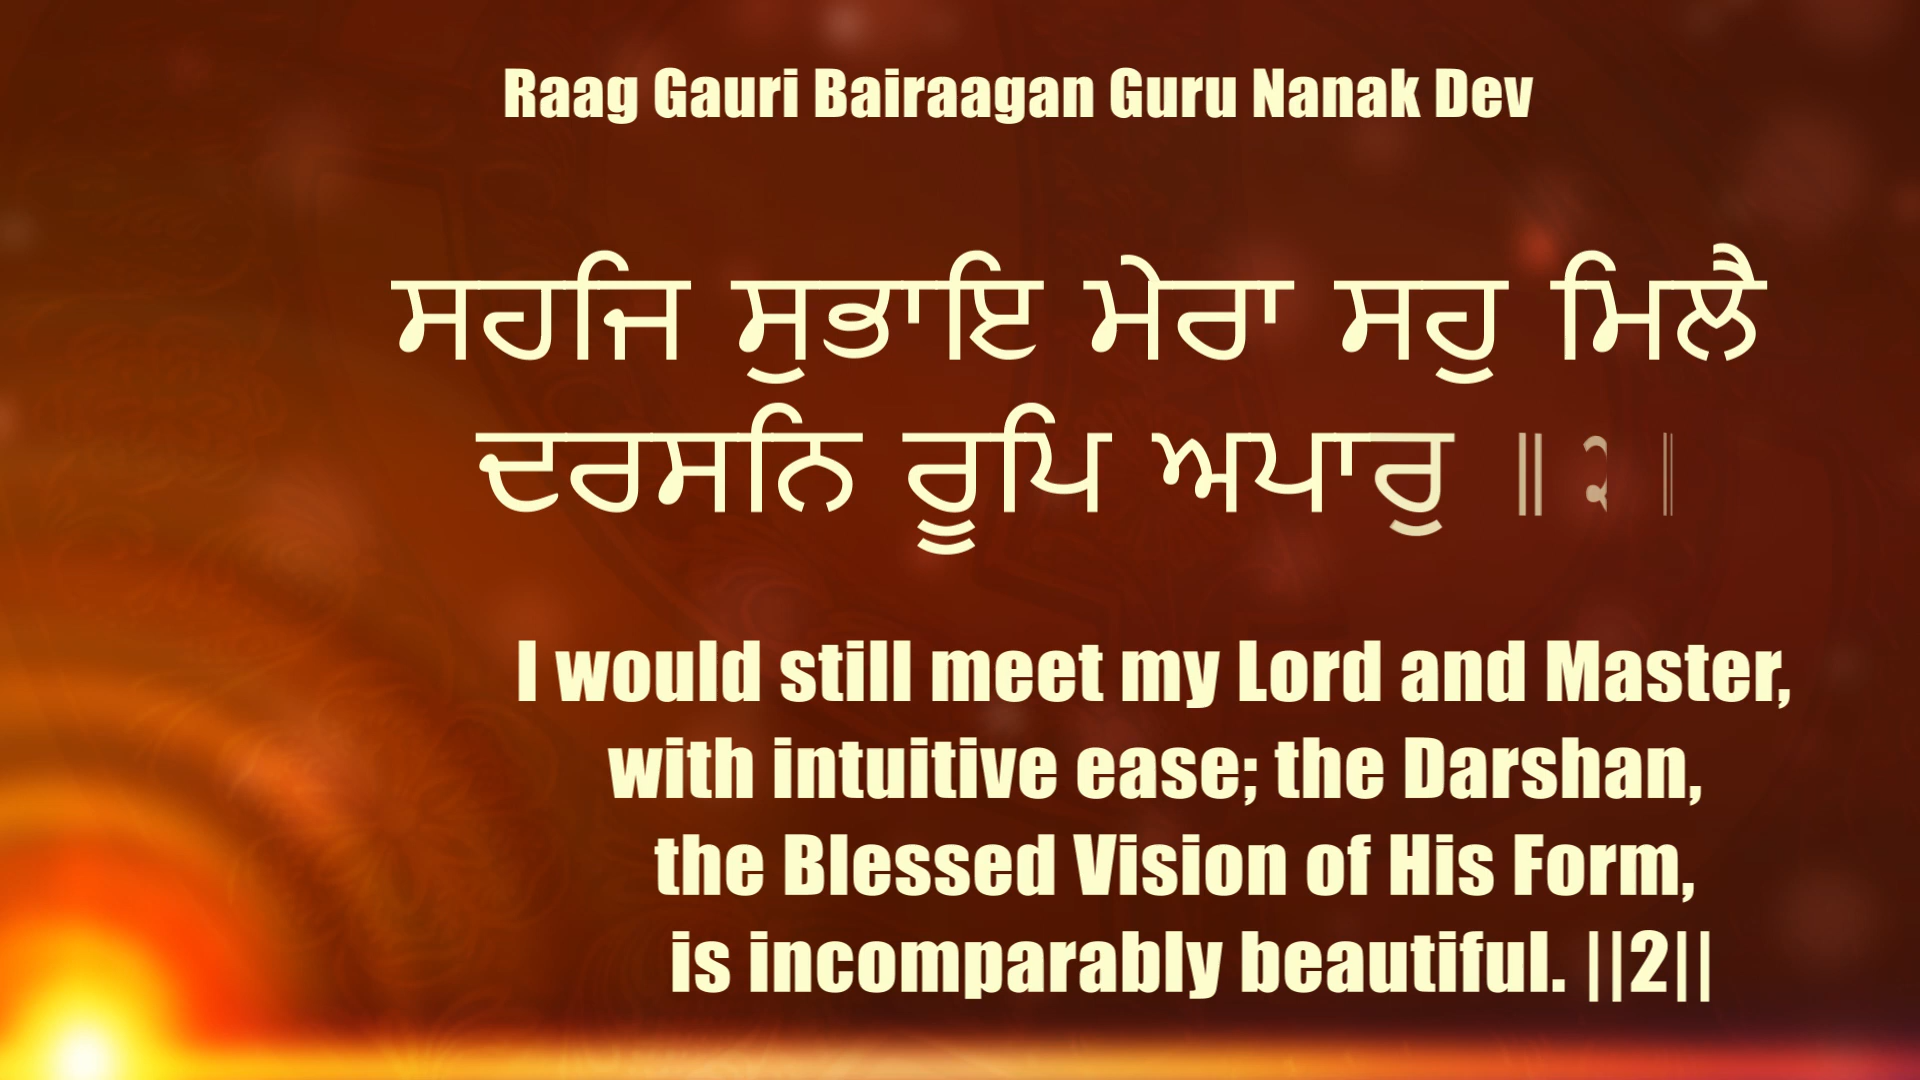 Raag Gauri Bairaagan Guru Nanak Dev
ਸਹਜਿ ਸੁਭਾਇ ਮੇਰਾ ਸਹੁ ਮਿਲੈ
ਦਰਸਨਿ ਰੂਪਿ ਅਪਾਰੁ ॥ ੨ ॥
I would still meet my Lord and Master,
with intuitive ease; the Darshan,
the Blessed Vision of His Form,
is incomparably beautiful. ||2||